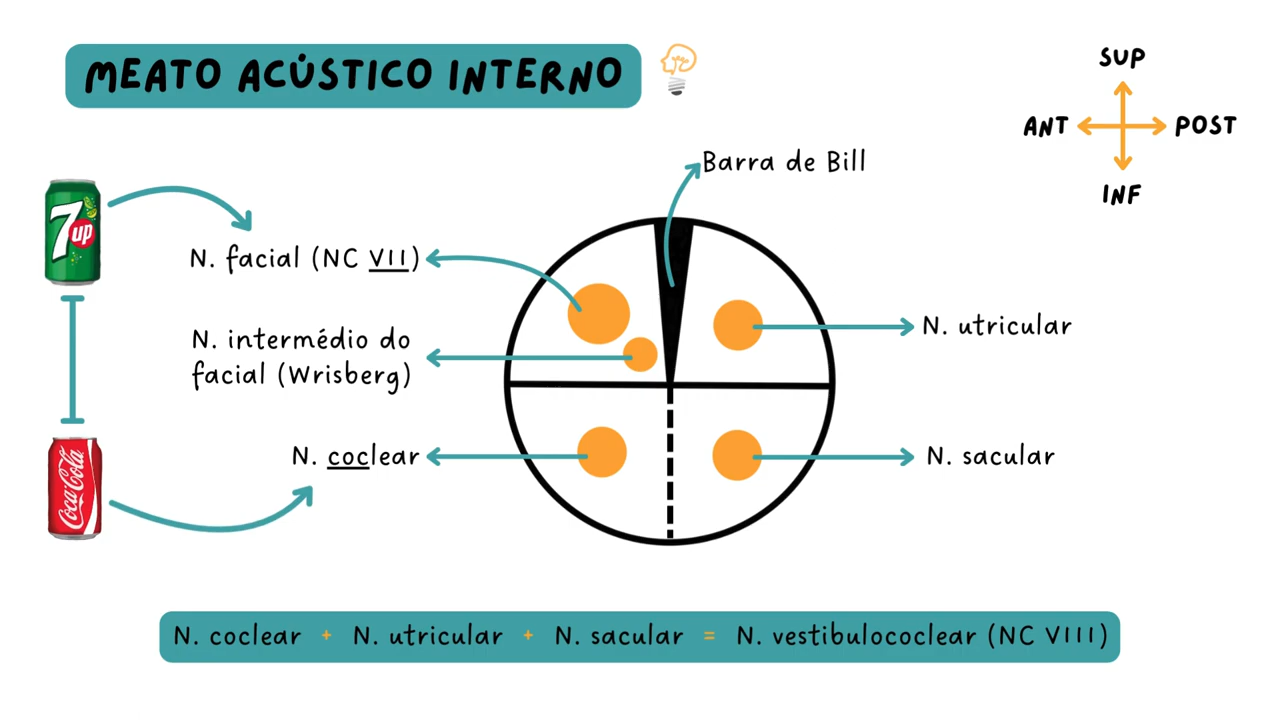 MEATO ACÚSTICO INTERNO
SUP
ANT
POST
INF
Barra de Bill
7up
N. facial (NC VII)
N. intermédio do
facial (Wrisberg)
N. utricular
Coca-Cola
N. coclear
N. sacular
N. coclear + N. utricular + N. sacular = N. vestibulococlear (NC VIII)